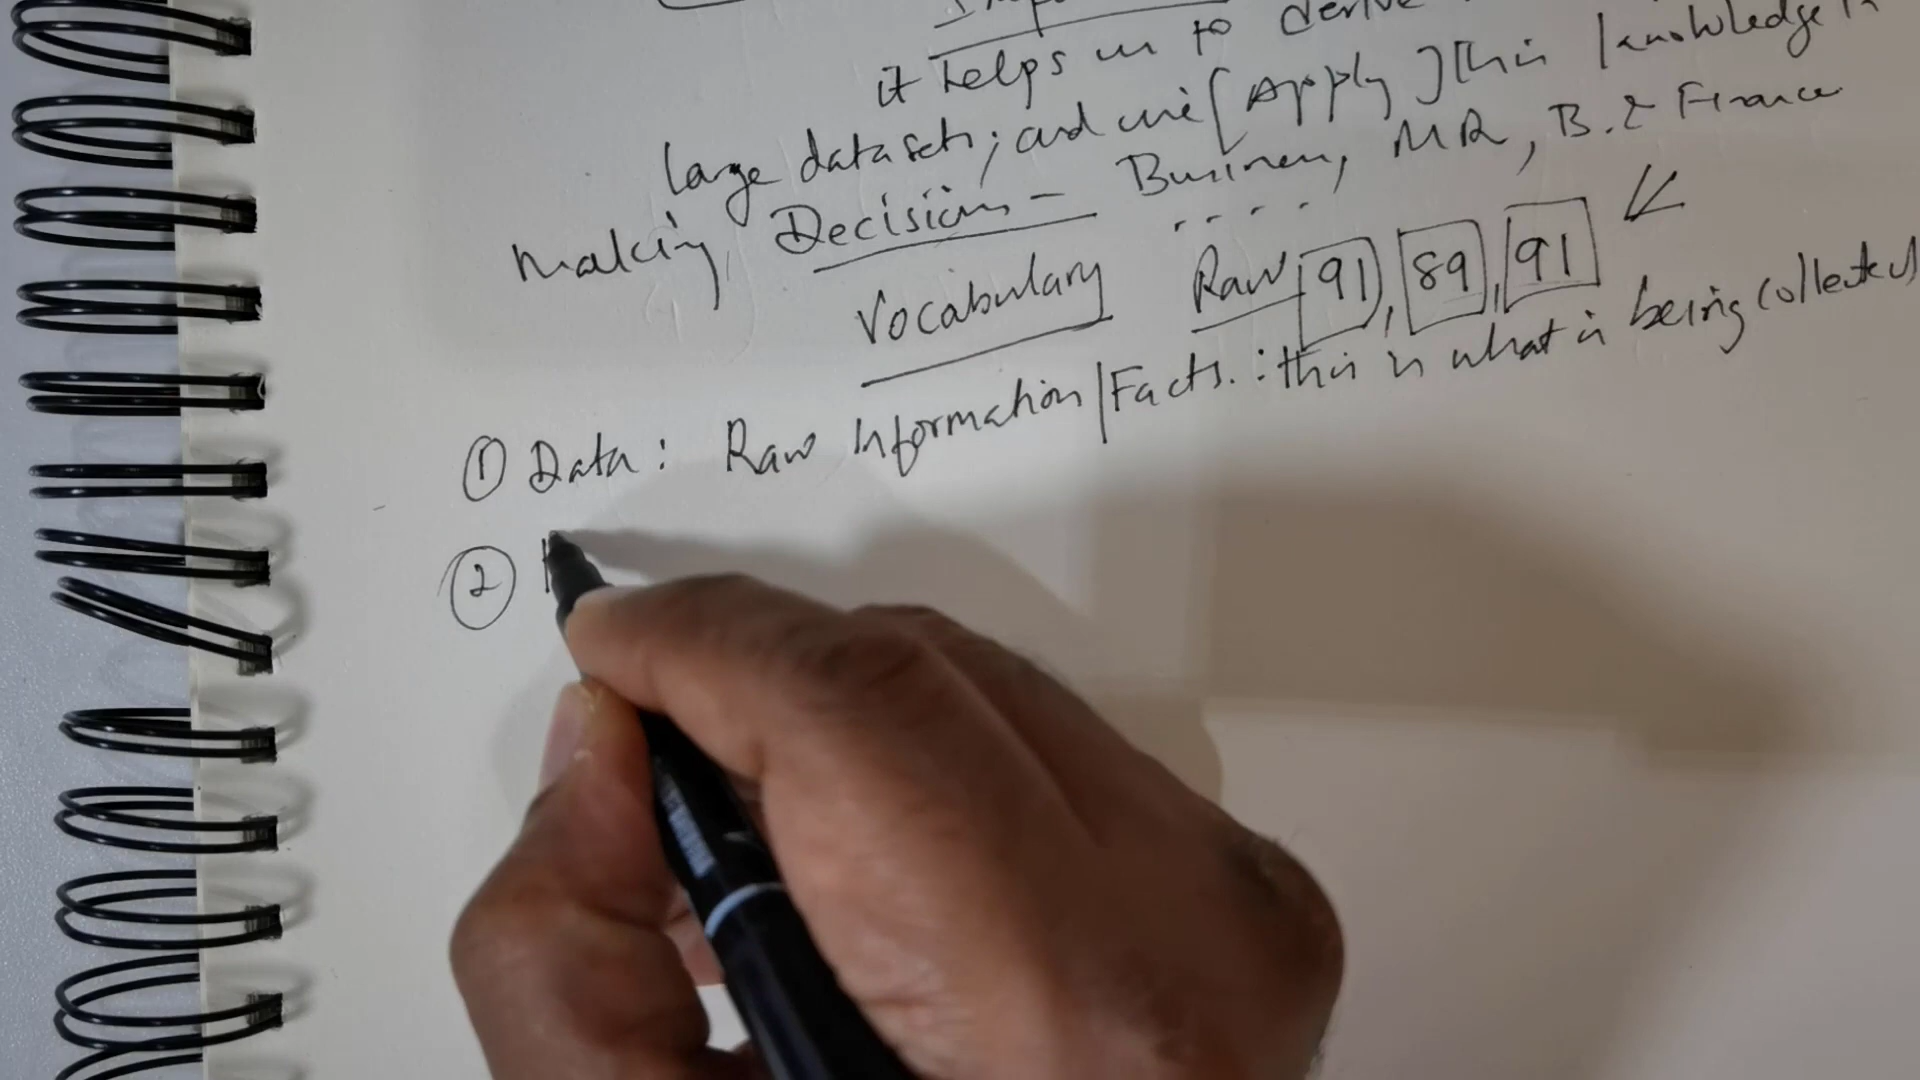 it helps us to derive
large datasets; and use [Apply] this knowledge in
making Decisions - Business, MR, B. & Finance
Vocabulary Raw 91, 89, 91
① Data: Raw Information/Facts. : this is what is being collected
②